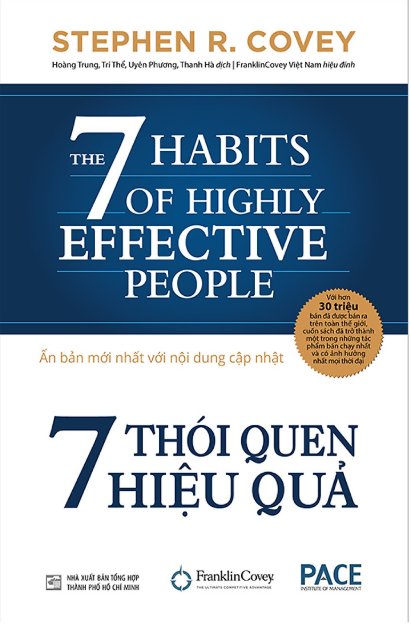 STEPHEN R. COVEY
Hoàng Trung, Trí Thể, Uyên Phương, Thanh Hà dịch | FranklinCovey Việt Nam hiệu đính
THE 7 HABITS
OF HIGHLY
EFFECTIVE
PEOPLE
Với hơn
30 triệu
bản đã được bán ra
trên toàn thế giới,
cuốn sách đã trở thành
một trong những tác
phẩm bán chạy nhất
và có ảnh hưởng
nhất mọi thời đại
Ấn bản mới nhất với nội dung cập nhật
7 THÓI QUEN
HIỆU QUẢ
NHÀ XUẤT BẢN TỔNG HỢP
THÀNH PHỐ HỒ CHÍ MINH
FranklinCovey
THE ULTIMATE COMPETITIVE ADVANTAGE
PACE
INSTITUTE OF MANAGEMENT